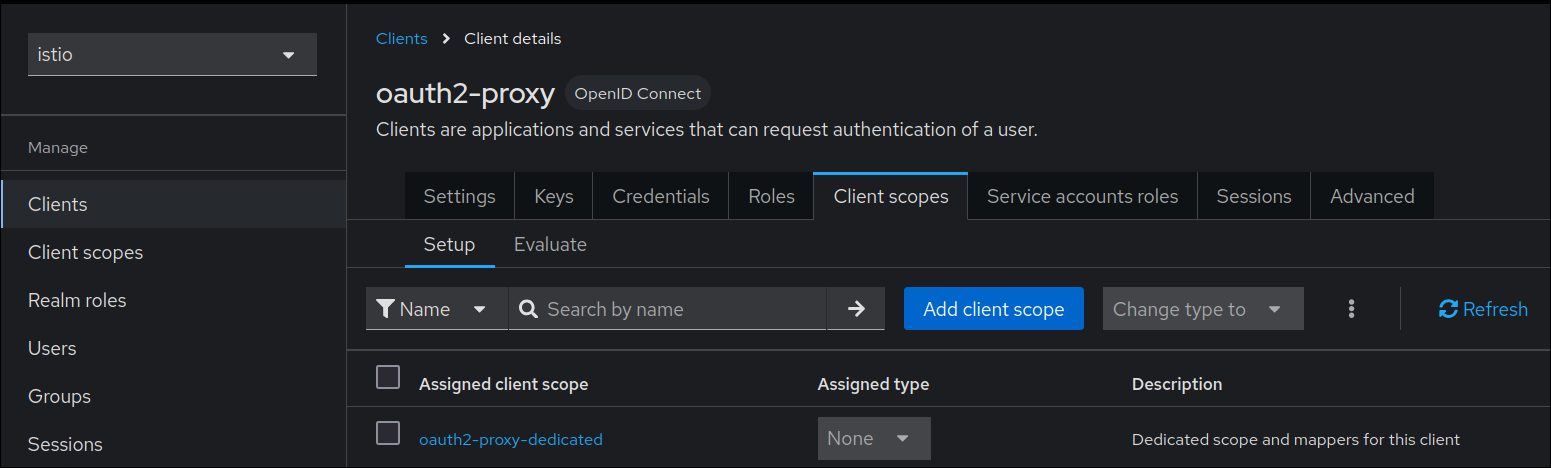 istio
Manage
Clients
Client scopes
Realm roles
Users
Groups
Sessions
Clients Client details
oauth2-proxy OpenID Connect
Clients are applications and services that can request authentication of a user.
Settings Keys Credentials Roles Client scopes Service accounts roles Sessions Advanced
Setup Evaluate
Name Search by name Add client scope Change type to Refresh
Assigned client scope Assigned type Description
oauth2-proxy-dedicated None Dedicated scope and mappers for this client